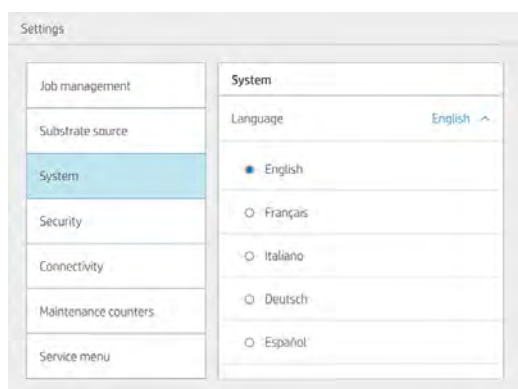 Settings
Job management
Substrate source
System
Security
Connectivity
Maintenance counters
Service menu
System
Language English
English
Français
Italiano
Deutsch
Español